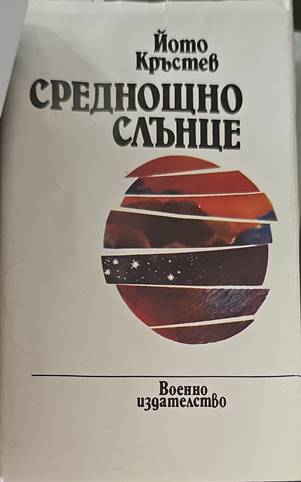 Йото
Кръстев
СРЕДНОЩНО
СЛЪНЦЕ
Военно
издателство